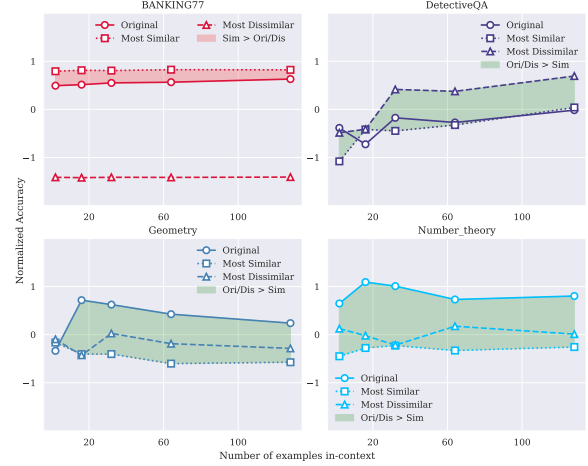 BANKING77
Original
Most Similar
Most Dissimilar
Sim > Ori/Dis
1
0
−1
20
60
100
DetectiveQA
Original
Most Similar
Most Dissimilar
Ori/Dis > Sim
1
0
−1
20
60
100
Normalized Accuracy
Geometry
Original
Most Similar
Most Dissimilar
Ori/Dis > Sim
1
0
−1
20
60
100
Number_theory
Original
Most Similar
Most Dissimilar
Ori/Dis > Sim
1
0
−1
20
60
100
Number of examples in-context